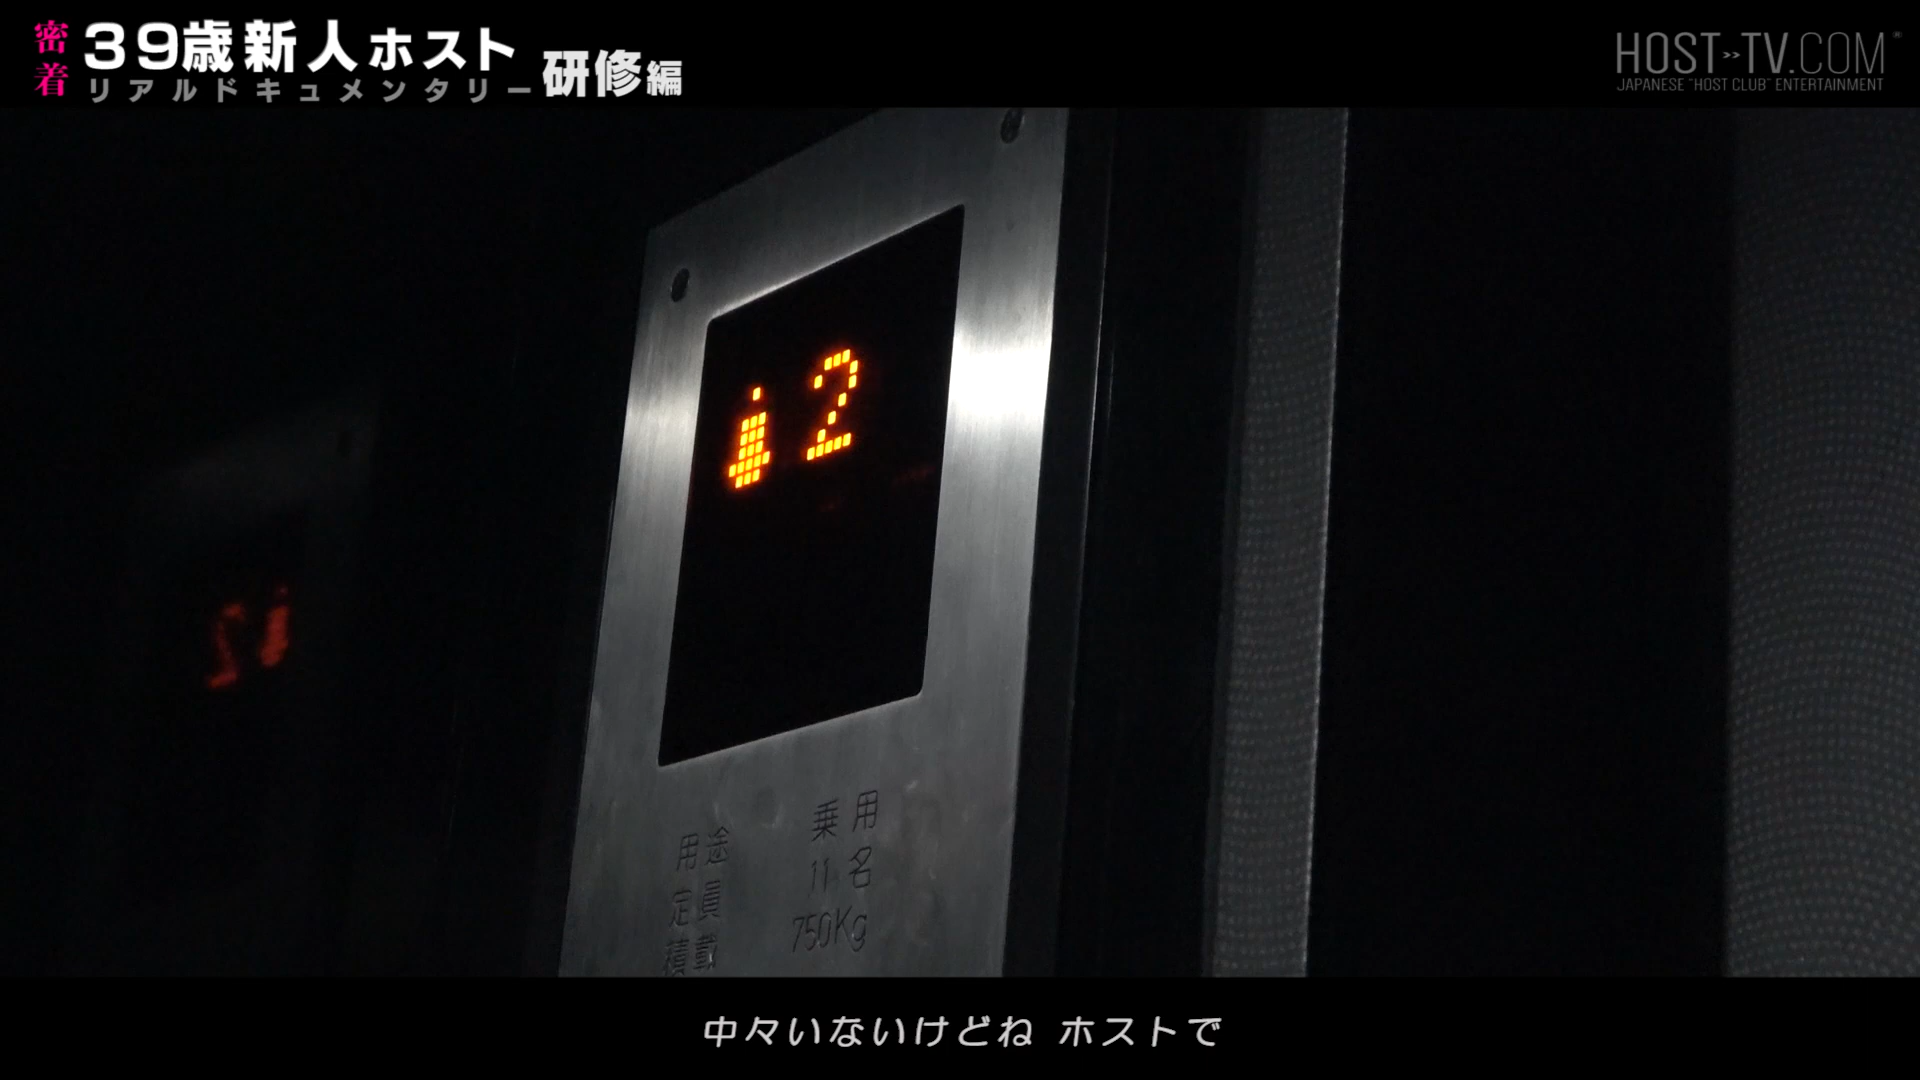 密着
39歳新人ホスト
リアルドキュメンタリー
研修編
HOST»TV.COM®
JAPANESE "HOST CLUB" ENTERTAINMENT
2
用途 乗用
定員 11名
積載 750Kg
中々いないけどね ホストで